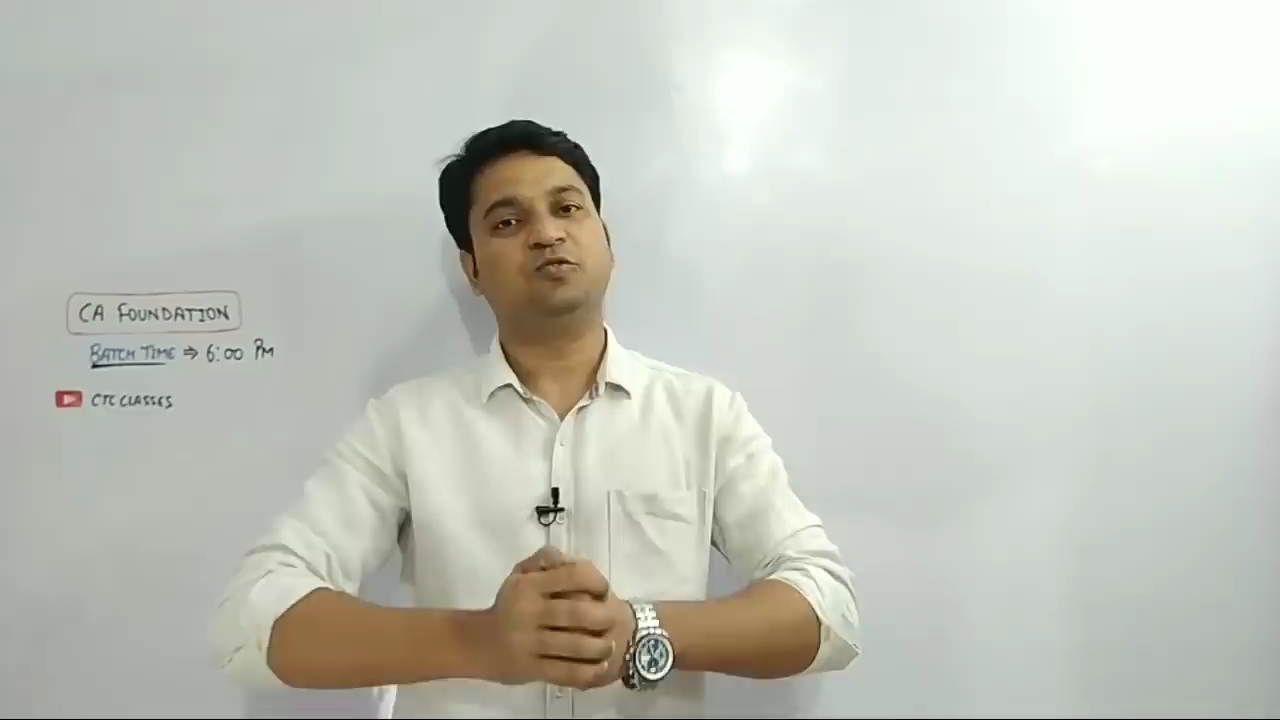 CA FOUNDATION
BATCH TIME ⇒ 6:00 PM
CTC CLASSES